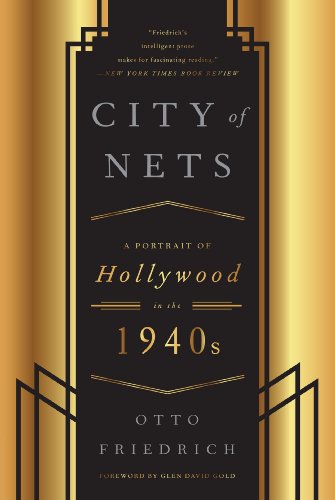 "Friedrich's
intelligent prose
makes for fascinating reading."
—NEW YORK TIMES BOOK REVIEW
CITY of
NETS
A PORTRAIT OF
Hollywood
in the
1940s
OTTO
FRIEDRICH
FOREWORD BY GLEN DAVID GOLD